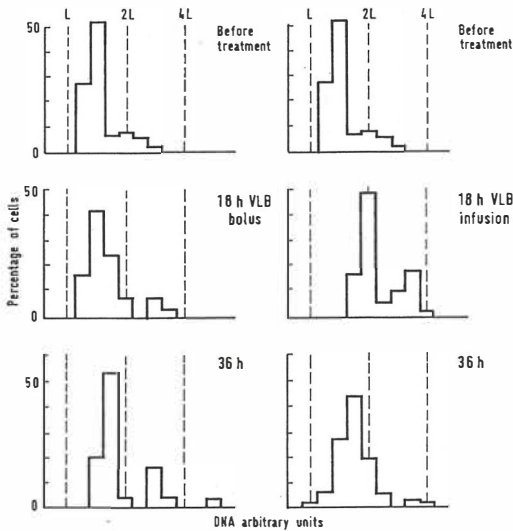 L 2L 4L L 2L 4L
50
0
Before
treatment
Before
treatment
50
0
18 h VLB
bolus
18 h VLB
infusion
Percentage of cells
50
0
36 h
36 h
DNA arbitrary units